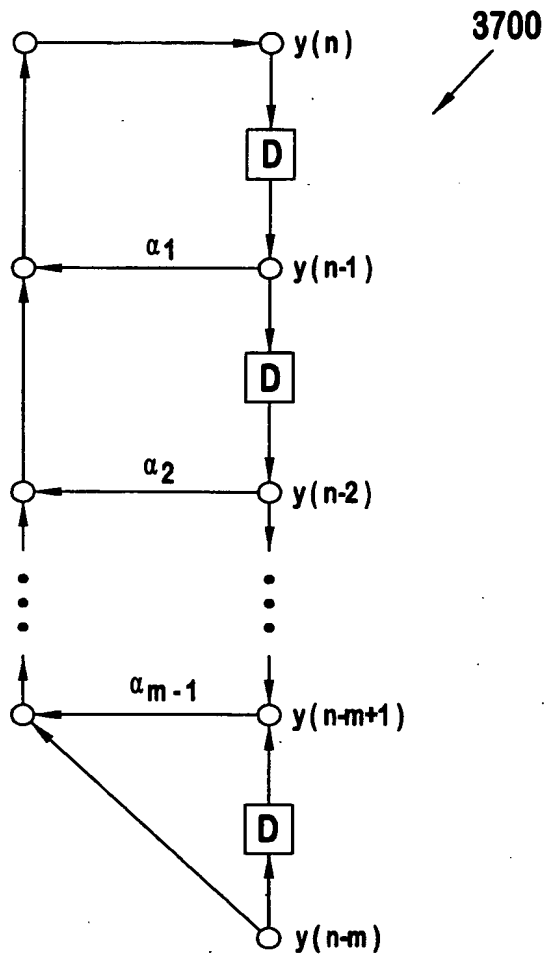 3700
y(n)
D
α1
y(n-1)
D
α2
y(n-2)
αm-1
y(n-m+1)
D
y(n-m)